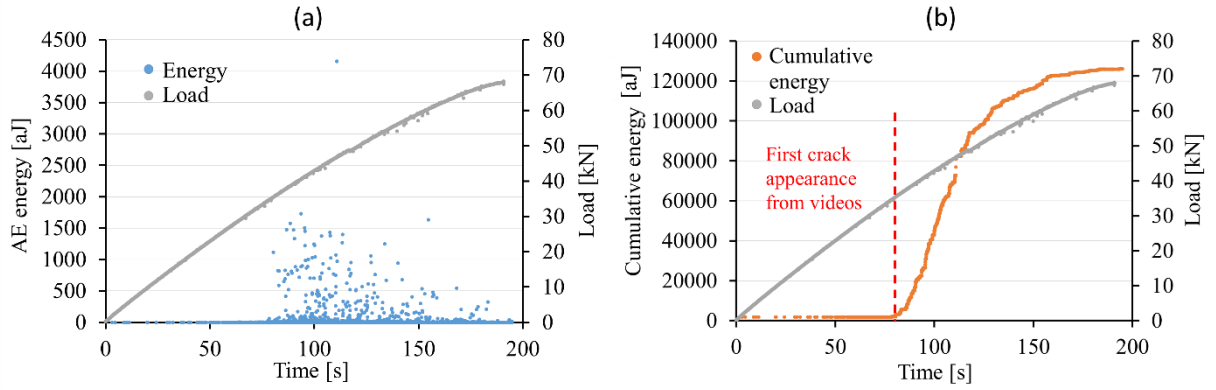 (a)
4500
4000
3500
3000
2500
2000
1500
1000
500
0
AE energy [aJ]
Energy
Load
80
70
60
50
40
30
20
10
0
Load [kN]
0
50
100
150
200
Time [s]
(b)
140000
120000
100000
80000
60000
40000
20000
0
Cumulative energy [aJ]
Cumulative
energy
Load
First crack
appearance
from videos
80
70
60
50
40
30
20
10
0
Load [kN]
0
50
100
150
200
Time [s]